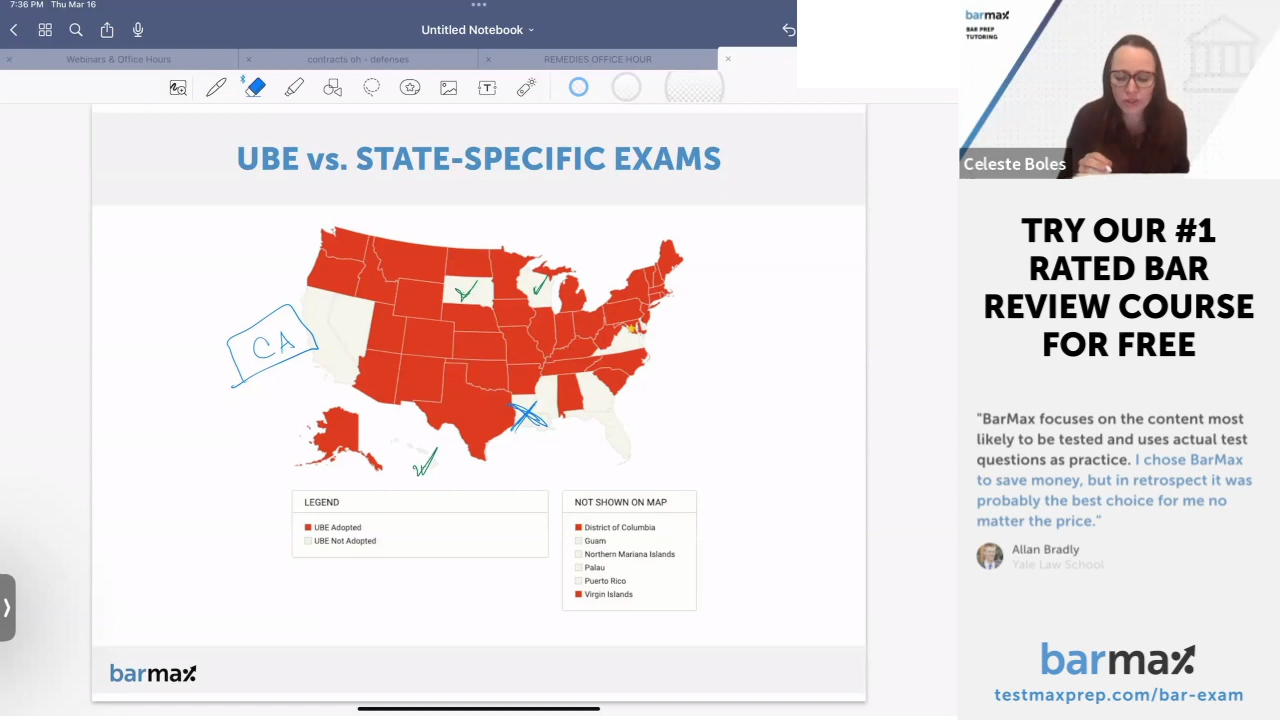 7:36 PM Thu Mar 16
Untitled Notebook
Webinars & Office Hours
contracts oh - defenses
REMEDIES OFFICE HOUR
UBE vs. STATE-SPECIFIC EXAMS
CA
LEGEND
UBE Adopted
UBE Not Adopted
NOT SHOWN ON MAP
District of Columbia
Guam
Northern Mariana Islands
Palau
Puerto Rico
Virgin Islands
barmax
barmax
BAR PREP
TUTORING
Celeste Boles
TRY OUR #1
RATED BAR
REVIEW COURSE
FOR FREE
"BarMax focuses on the content most
likely to be tested and uses actual test
questions as practice. I chose BarMax
to save money, but in retrospect it was
probably the best choice for me no
matter the price."
Allan Bradly
Yale Law School
barmax
testmaxprep.com/bar-exam